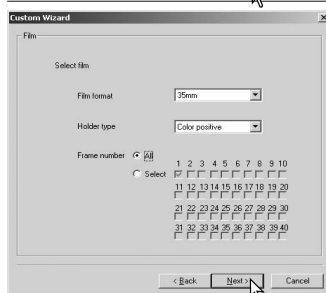 Custom Wizard
Film
Select film
Film format 35mm
Holder type Color positive
Frame number All
1 2 3 4 5 6 7 8 9 10
Select
11 12 13 14 15 16 17 18 19 20
21 22 23 24 25 26 27 28 29 30
31 32 33 34 35 36 37 38 39 40
< Back Next > Cancel